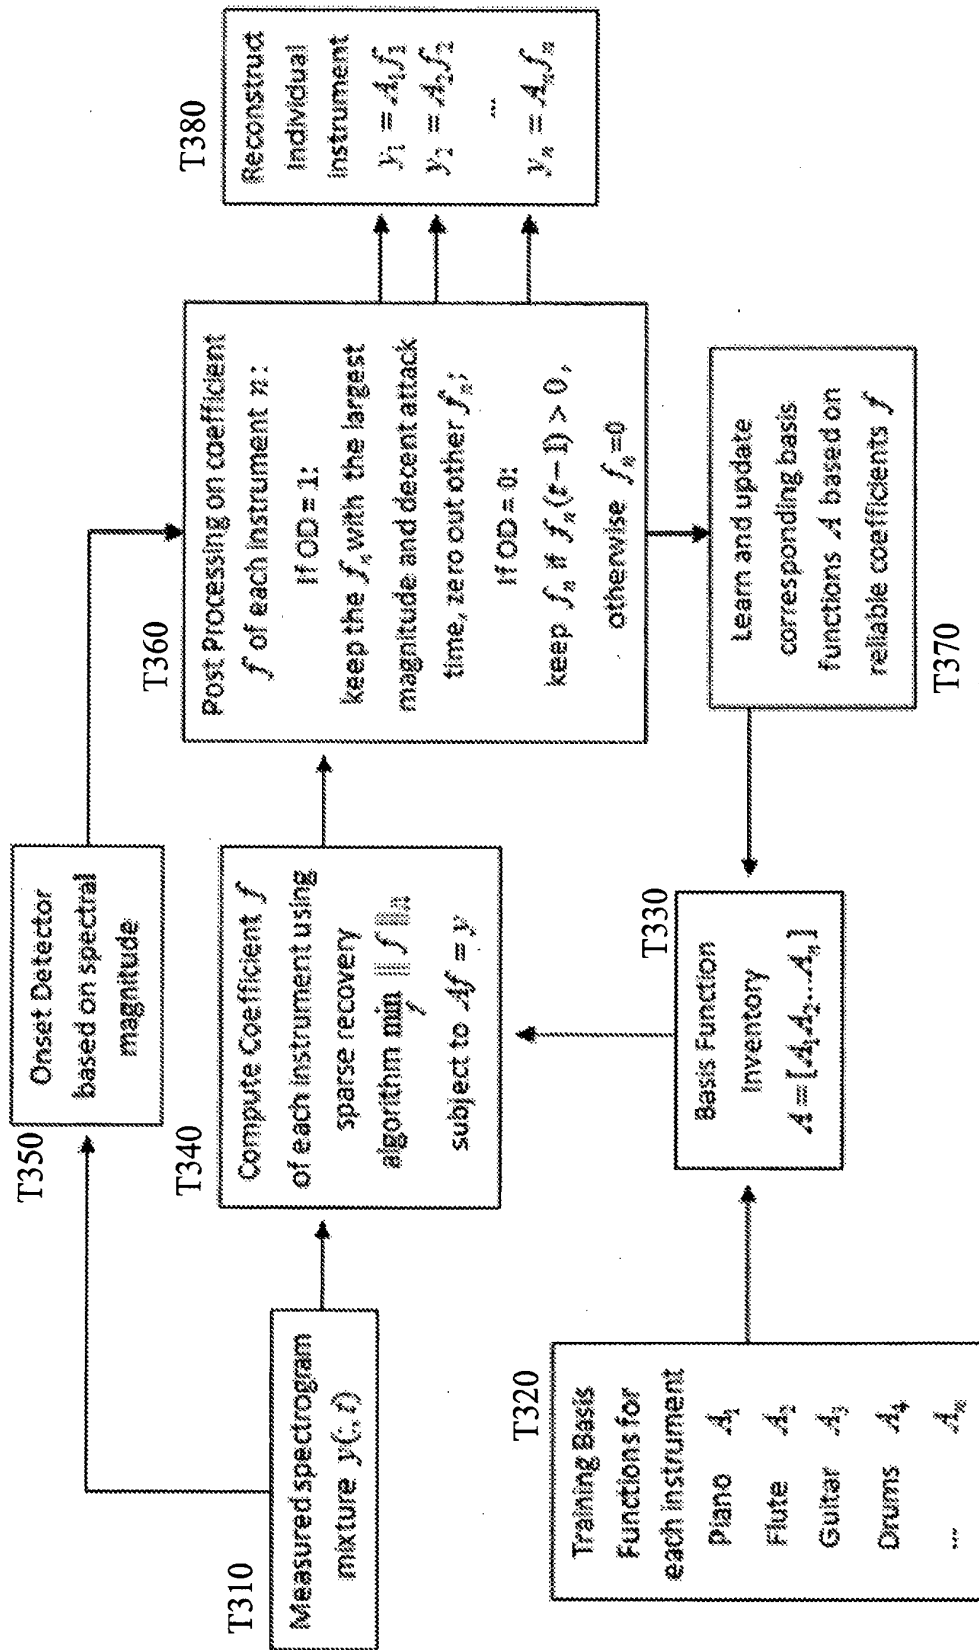 T310
Measured spectrogram
mixture y(:,t)
T350
Onset Detector
based on spectral
magnitude
T340
Compute Coefficient f
of each instrument using
sparse recovery
subject to Af = y
T360
Post Processing on coefficient
f of each instrument n:
If OD = 1:
keep the fₙ with the largest
magnitude and decent attack
time, zero out other fₙ;
If OD = 0:
keep fₙ if fₙ(t−1) > 0,
otherwise fₙ=0
T380
Reconstruct
Individual
instrument
y₁ = A₁f₁
y₂ = A₂f₂
...
yₙ = Aₙfₙ
T320
Training Basis
Functions for
each instrument
Piano A₁
Flute A₂
Guitar A₃
Drums A₄
... Aₙ
T330
Basis Function
Inventory
A = [A₁A₂...Aₙ]
T370
Learn and update
corresponding basis
functions A based on
reliable coefficients f